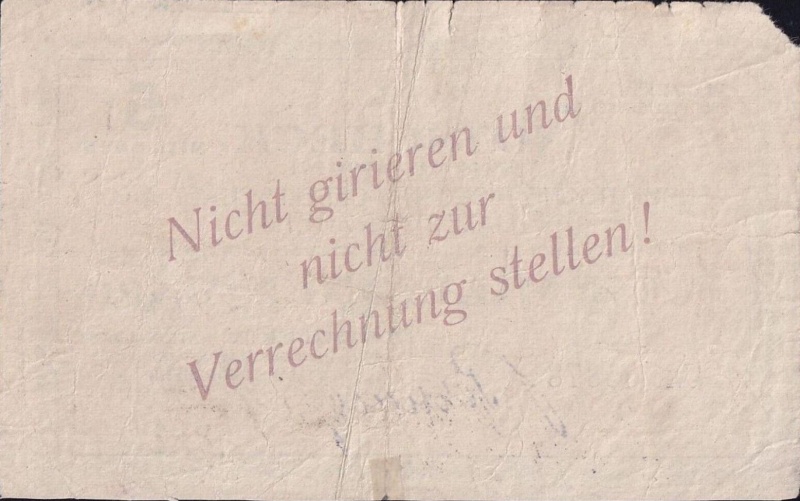 Nicht girieren und
nicht zur
Verrechnung stellen!